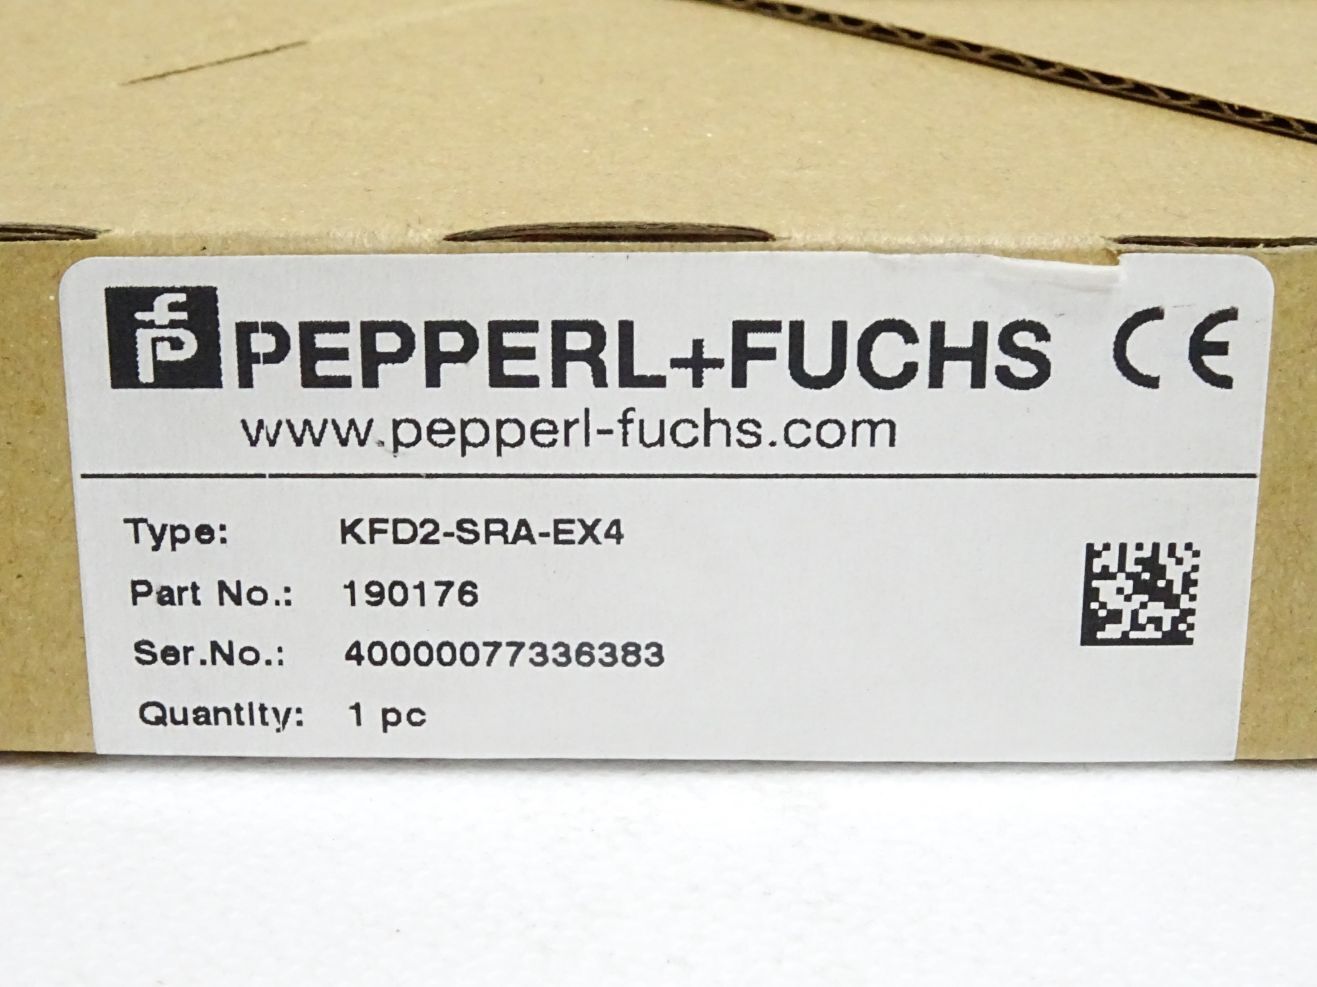 PEPPERL+FUCHS CE
www.pepperl-fuchs.com
Type: KFD2-SRA-EX4
Part No.: 190176
Ser.No.: 40000077336383
Quantity: 1 pc